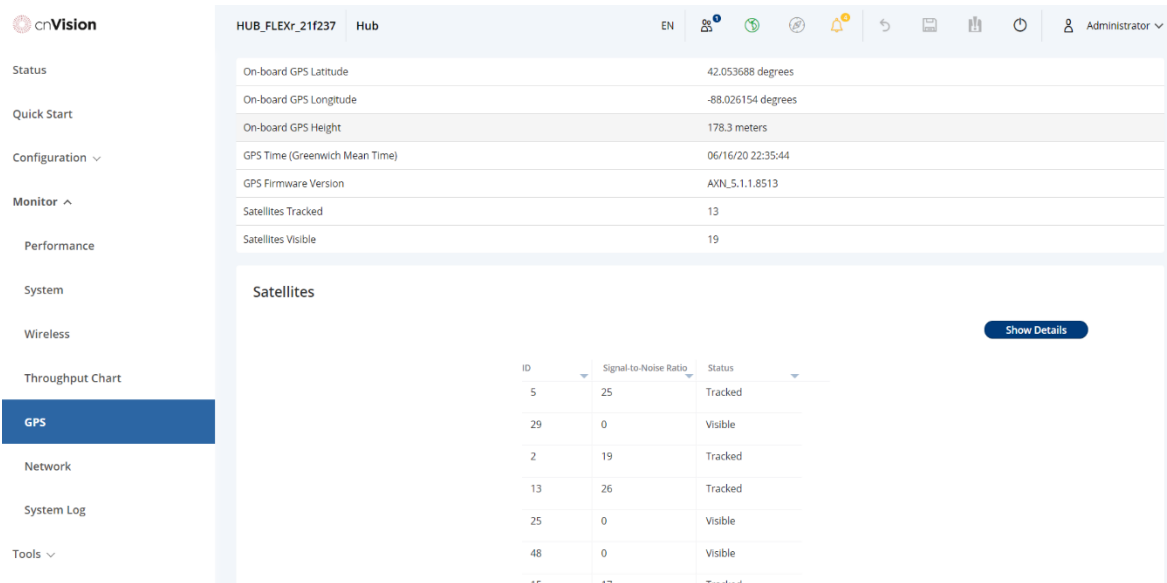 cnVision
HUB_FLEXr_21f237 Hub EN 1 4 Administrator
Status
Quick Start
Configuration
Monitor
Performance
System
Wireless
Throughput Chart
GPS
Network
System Log
Tools
On-board GPS Latitude 42.053688 degrees
On-board GPS Longitude -88.026154 degrees
On-board GPS Height 178.3 meters
GPS Time (Greenwich Mean Time) 06/16/20 22:35:44
GPS Firmware Version AXN_5.1.1.8513
Satellites Tracked 13
Satellites Visible 19
Satellites
Show Details
ID Signal-to-Noise Ratio Status
5 25 Tracked
29 0 Visible
2 19 Tracked
13 26 Tracked
25 0 Visible
48 0 Visible